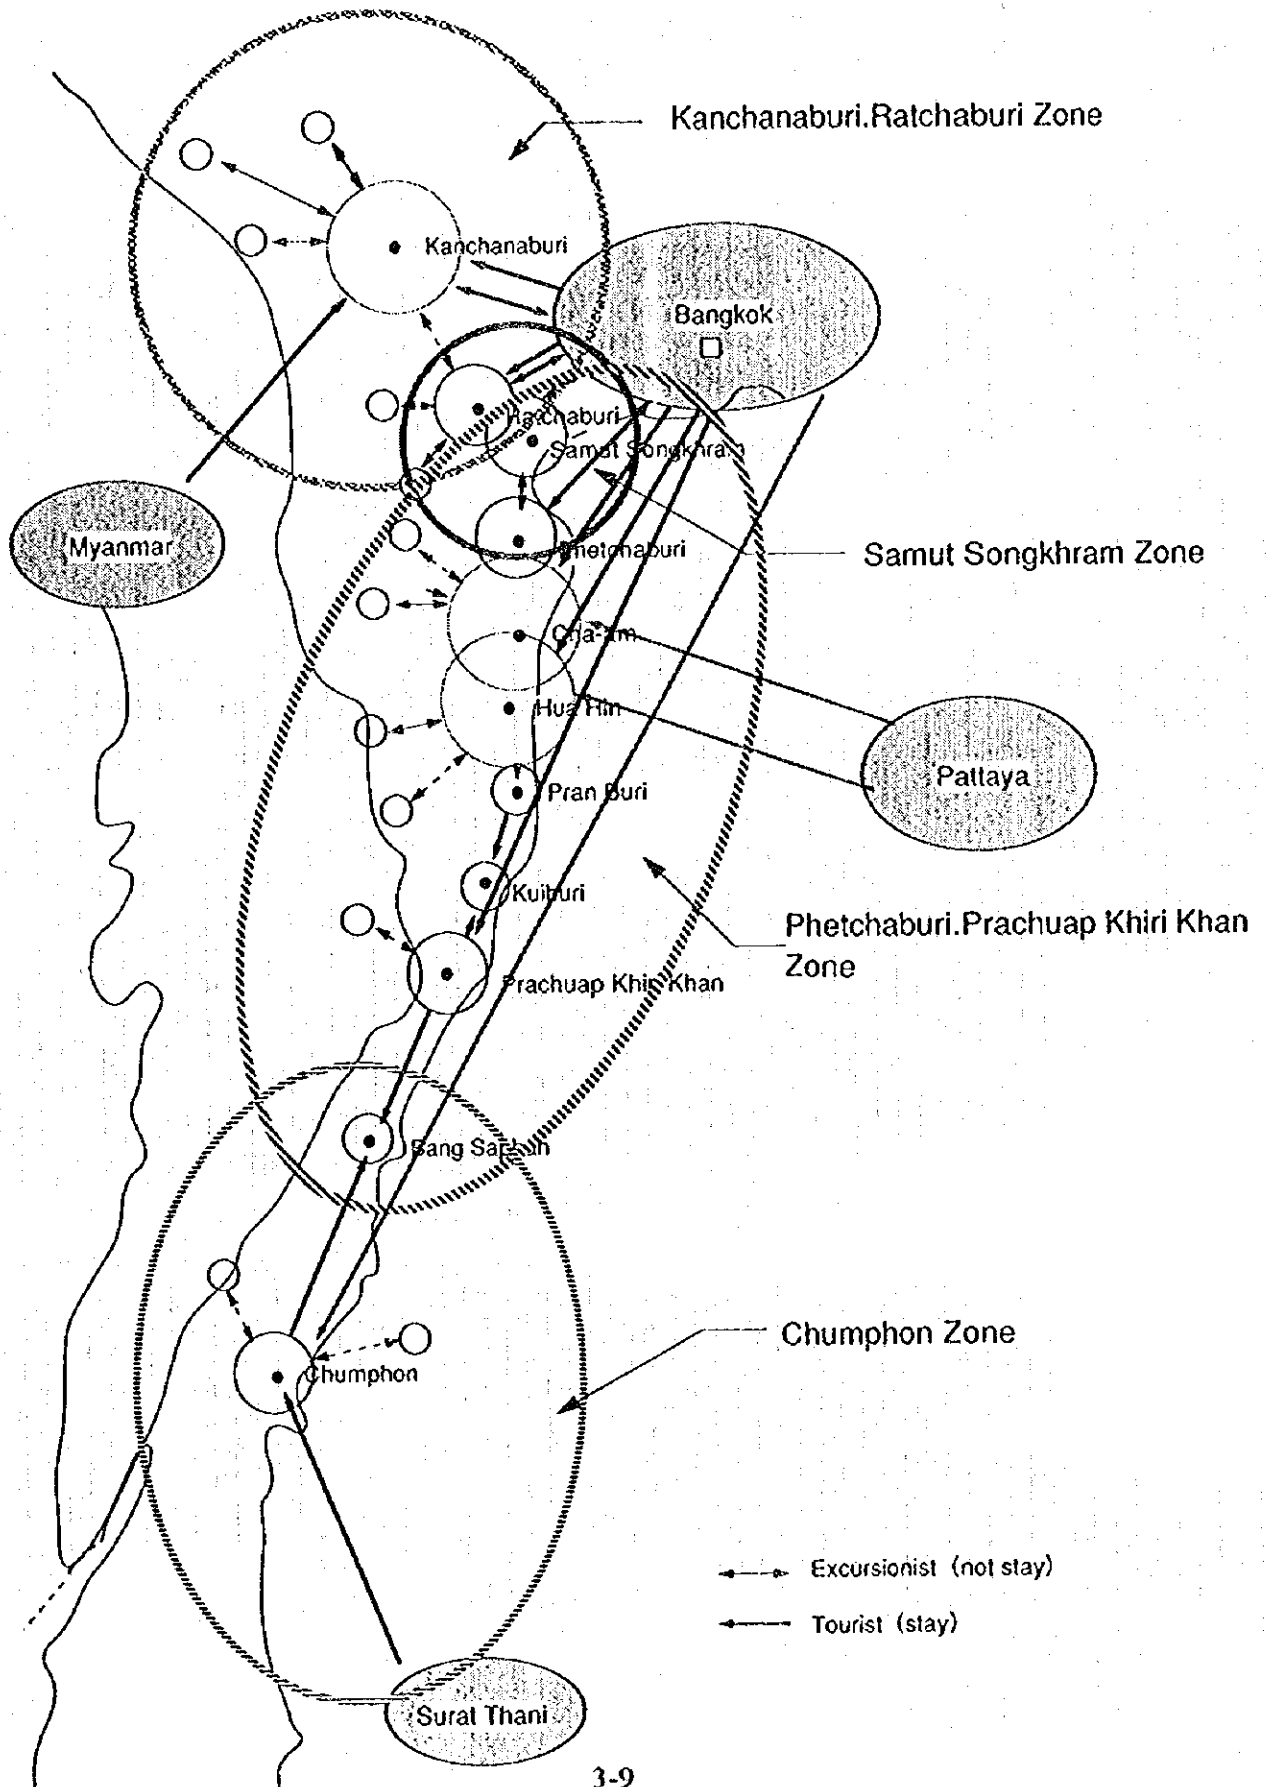 Kanchanaburi.Ratchaburi Zone
Kanchanaburi
Bangkok
Ratchaburi
Samut Songkhram
Myanmar
Phetchaburi
Samut Songkhram Zone
Cha-am
Hua Hin
Pattaya
Pran Buri
Kuiburi
Phetchaburi.Prachuap Khiri Khan
Zone
Prachuap Khiri Khan
Bang Saphan
Chumphon Zone
Chumphon
Excursionist (not stay)
Tourist (stay)
Surat Thani
3-9